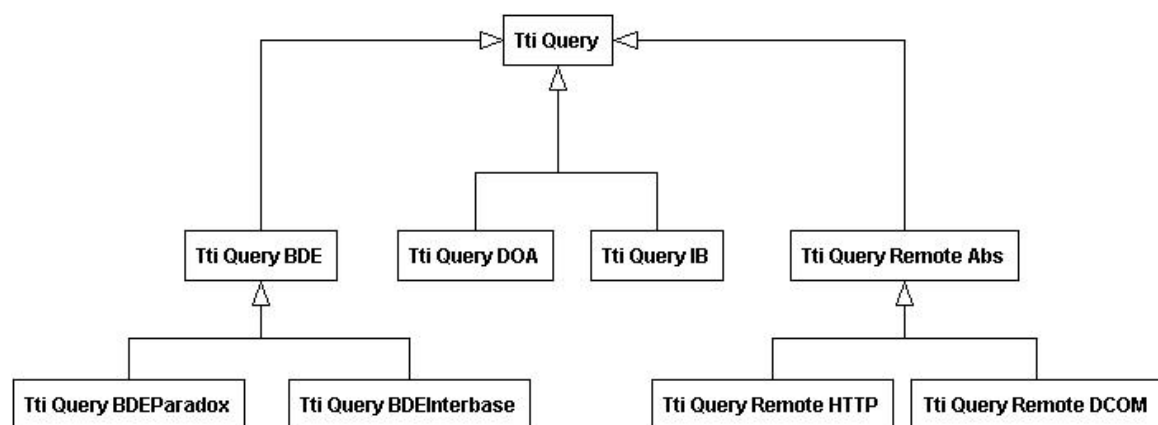 Tti Query
Tti Query BDE
Tti Query DOA
Tti Query IB
Tti Query Remote Abs
Tti Query BDEParadox
Tti Query BDEInterbase
Tti Query Remote HTTP
Tti Query Remote DCOM